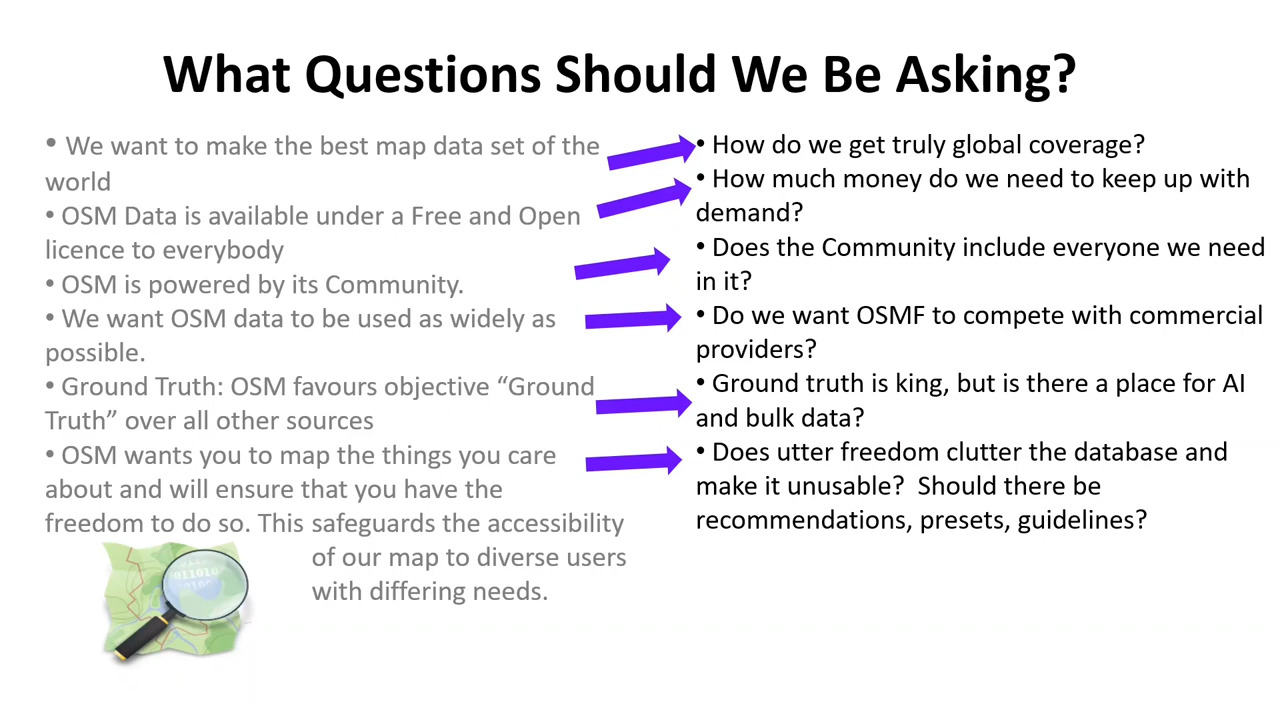 What Questions Should We Be Asking?
• We want to make the best map data set of the
world
• OSM Data is available under a Free and Open
licence to everybody
• OSM is powered by its Community.
• We want OSM data to be used as widely as
possible.
• Ground Truth: OSM favours objective “Ground
Truth” over all other sources
• OSM wants you to map the things you care
about and will ensure that you have the
freedom to do so. This safeguards the accessibility
of our map to diverse users
with differing needs.
• How do we get truly global coverage?
• How much money do we need to keep up with
demand?
• Does the Community include everyone we need
in it?
• Do we want OSMF to compete with commercial
providers?
• Ground truth is king, but is there a place for AI
and bulk data?
• Does utter freedom clutter the database and
make it unusable?  Should there be
recommendations, presets, guidelines?